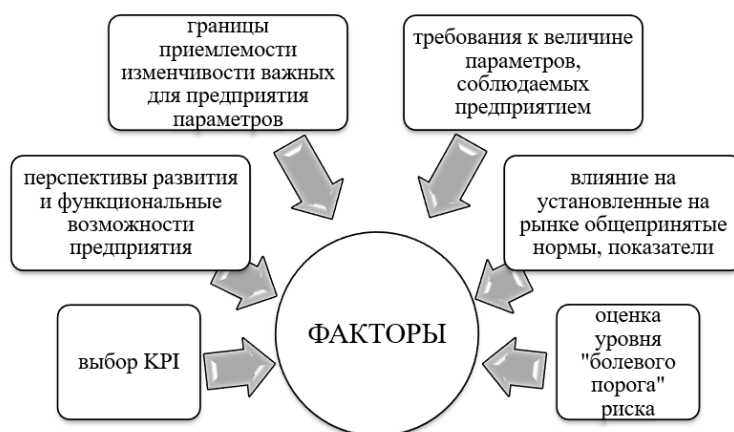 границы
приемлемости
изменчивости важных
для предприятия
параметров
требования к величине
параметров,
соблюдаемых
предприятием
перспективы развития
и функциональные
возможности
предприятия
влияние на
установленные на
рынке общепринятые
нормы, показатели
выбор KPI
ФАКТОРЫ
оценка
уровня
"болевого
порога"
риска